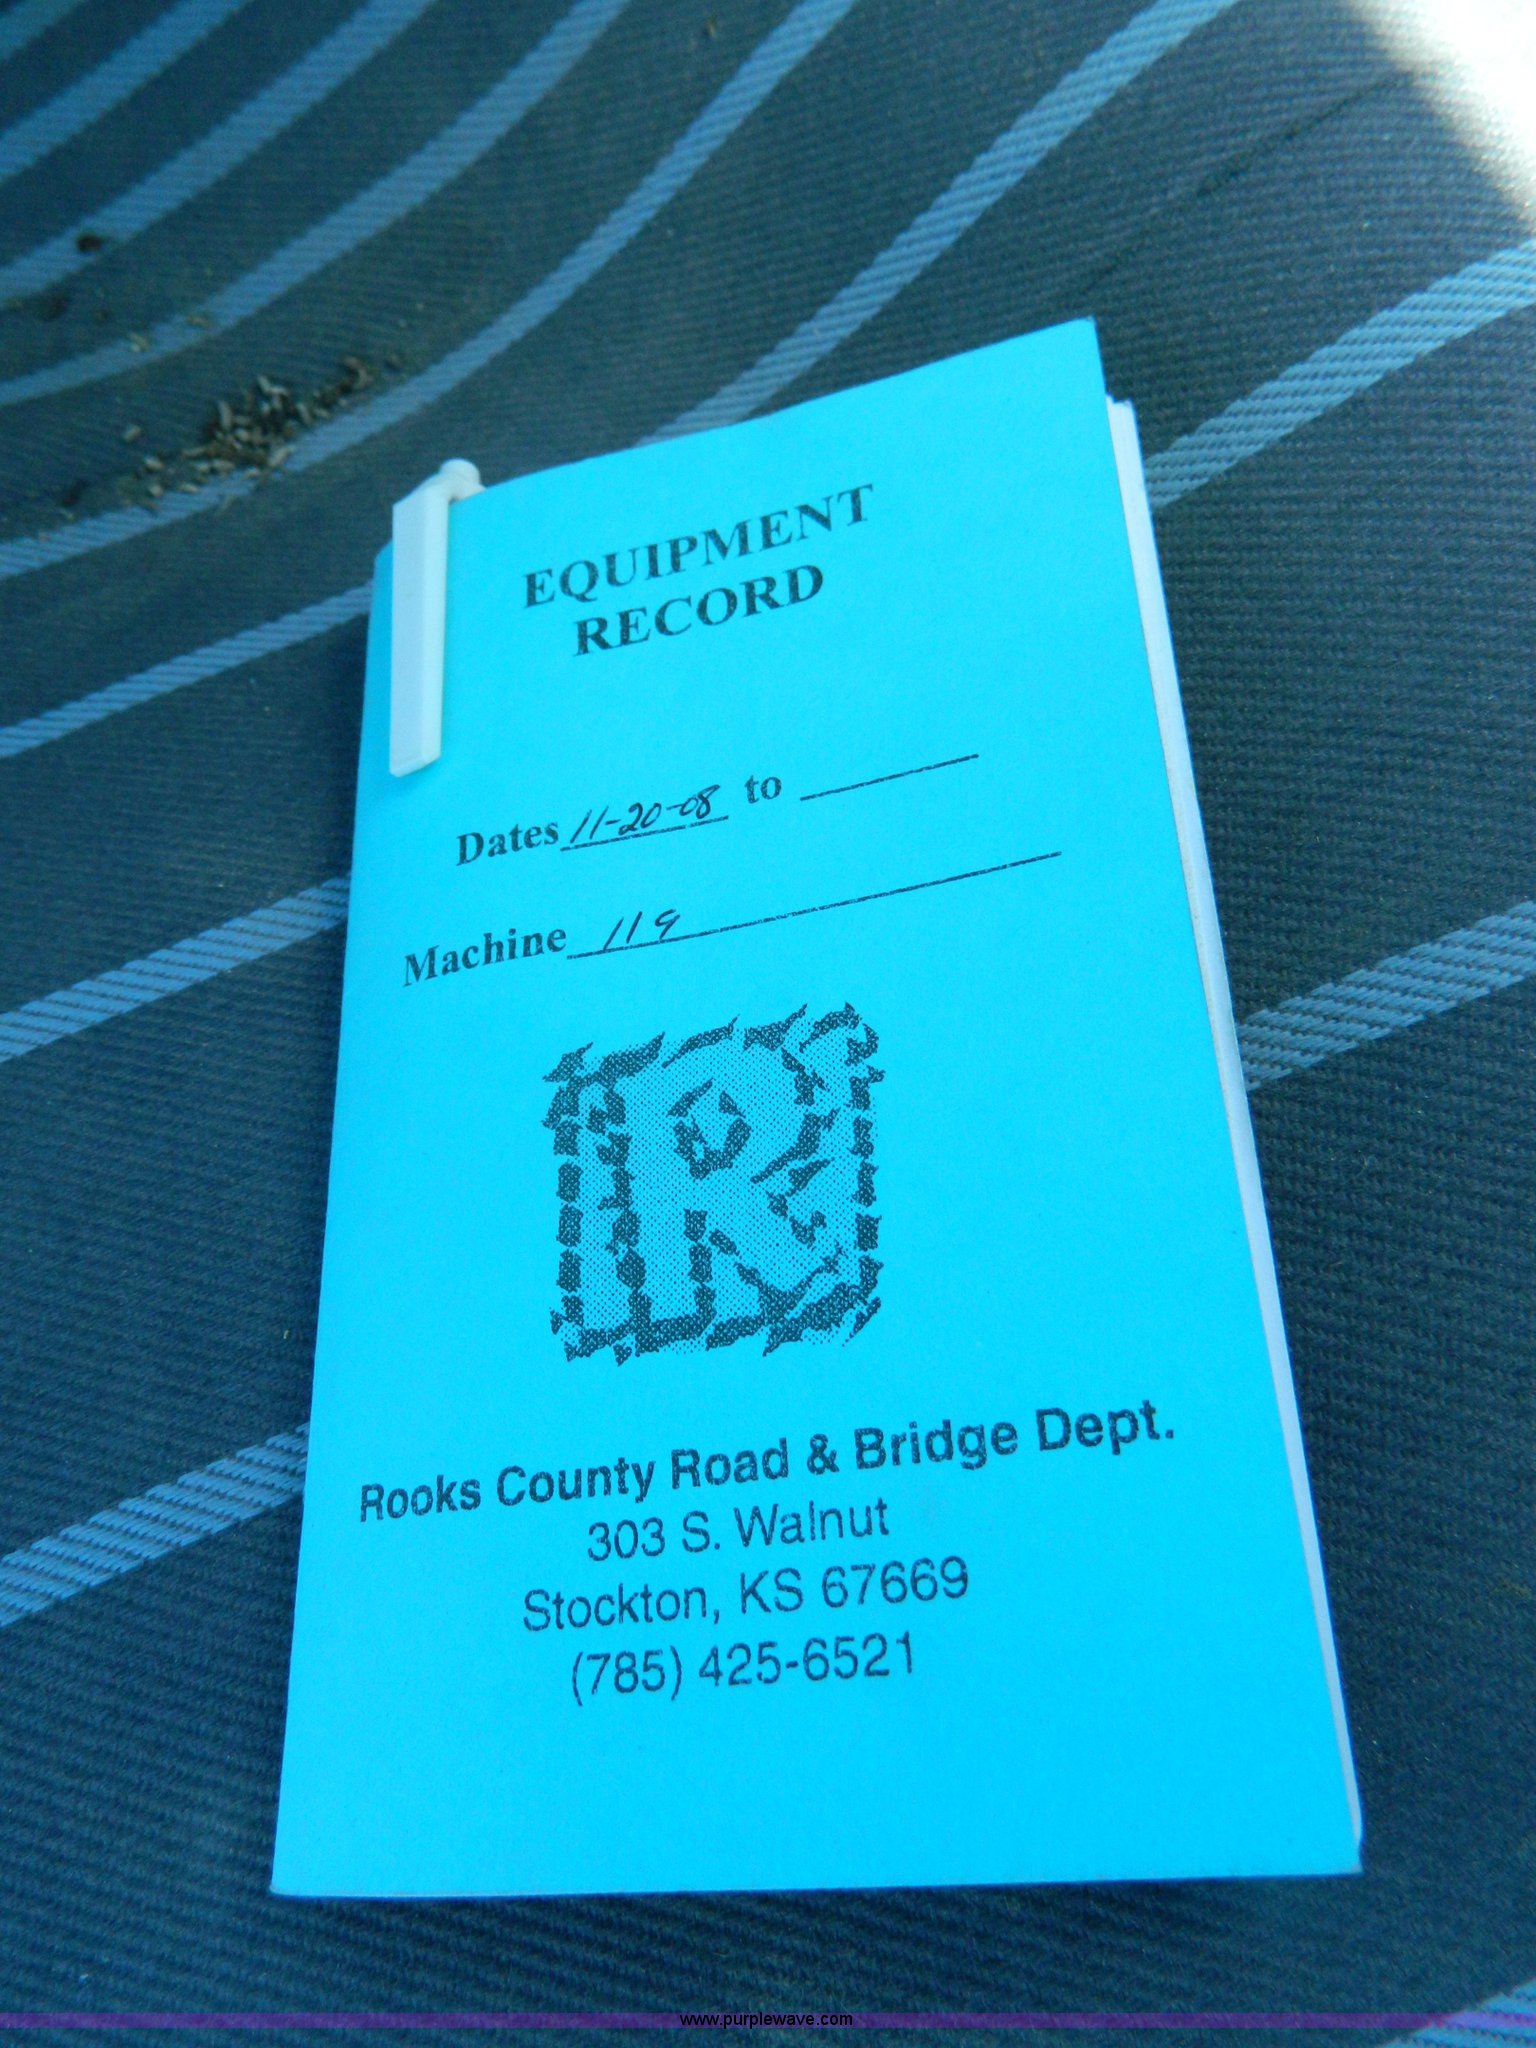 EQUIPMENT
RECORD
Dates 11-20-08 to
Machine 119
R
Rooks County Road & Bridge Dept.
303 S. Walnut
Stockton, KS 67669
(785) 425-6521
www.purplewave.com